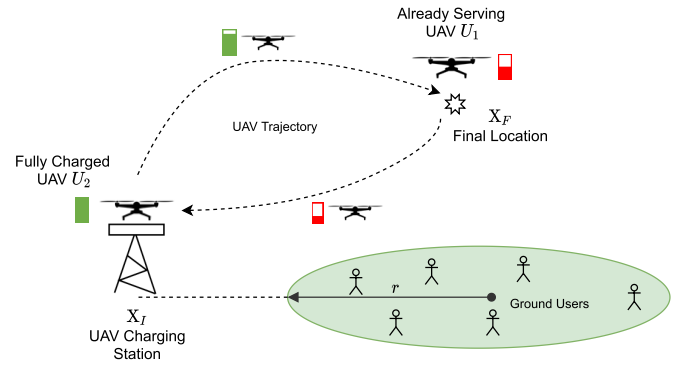 Already Serving
UAV U₁
UAV Trajectory
X_F
Final Location
Fully Charged
UAV U₂
r
Ground Users
X_I
UAV Charging
Station